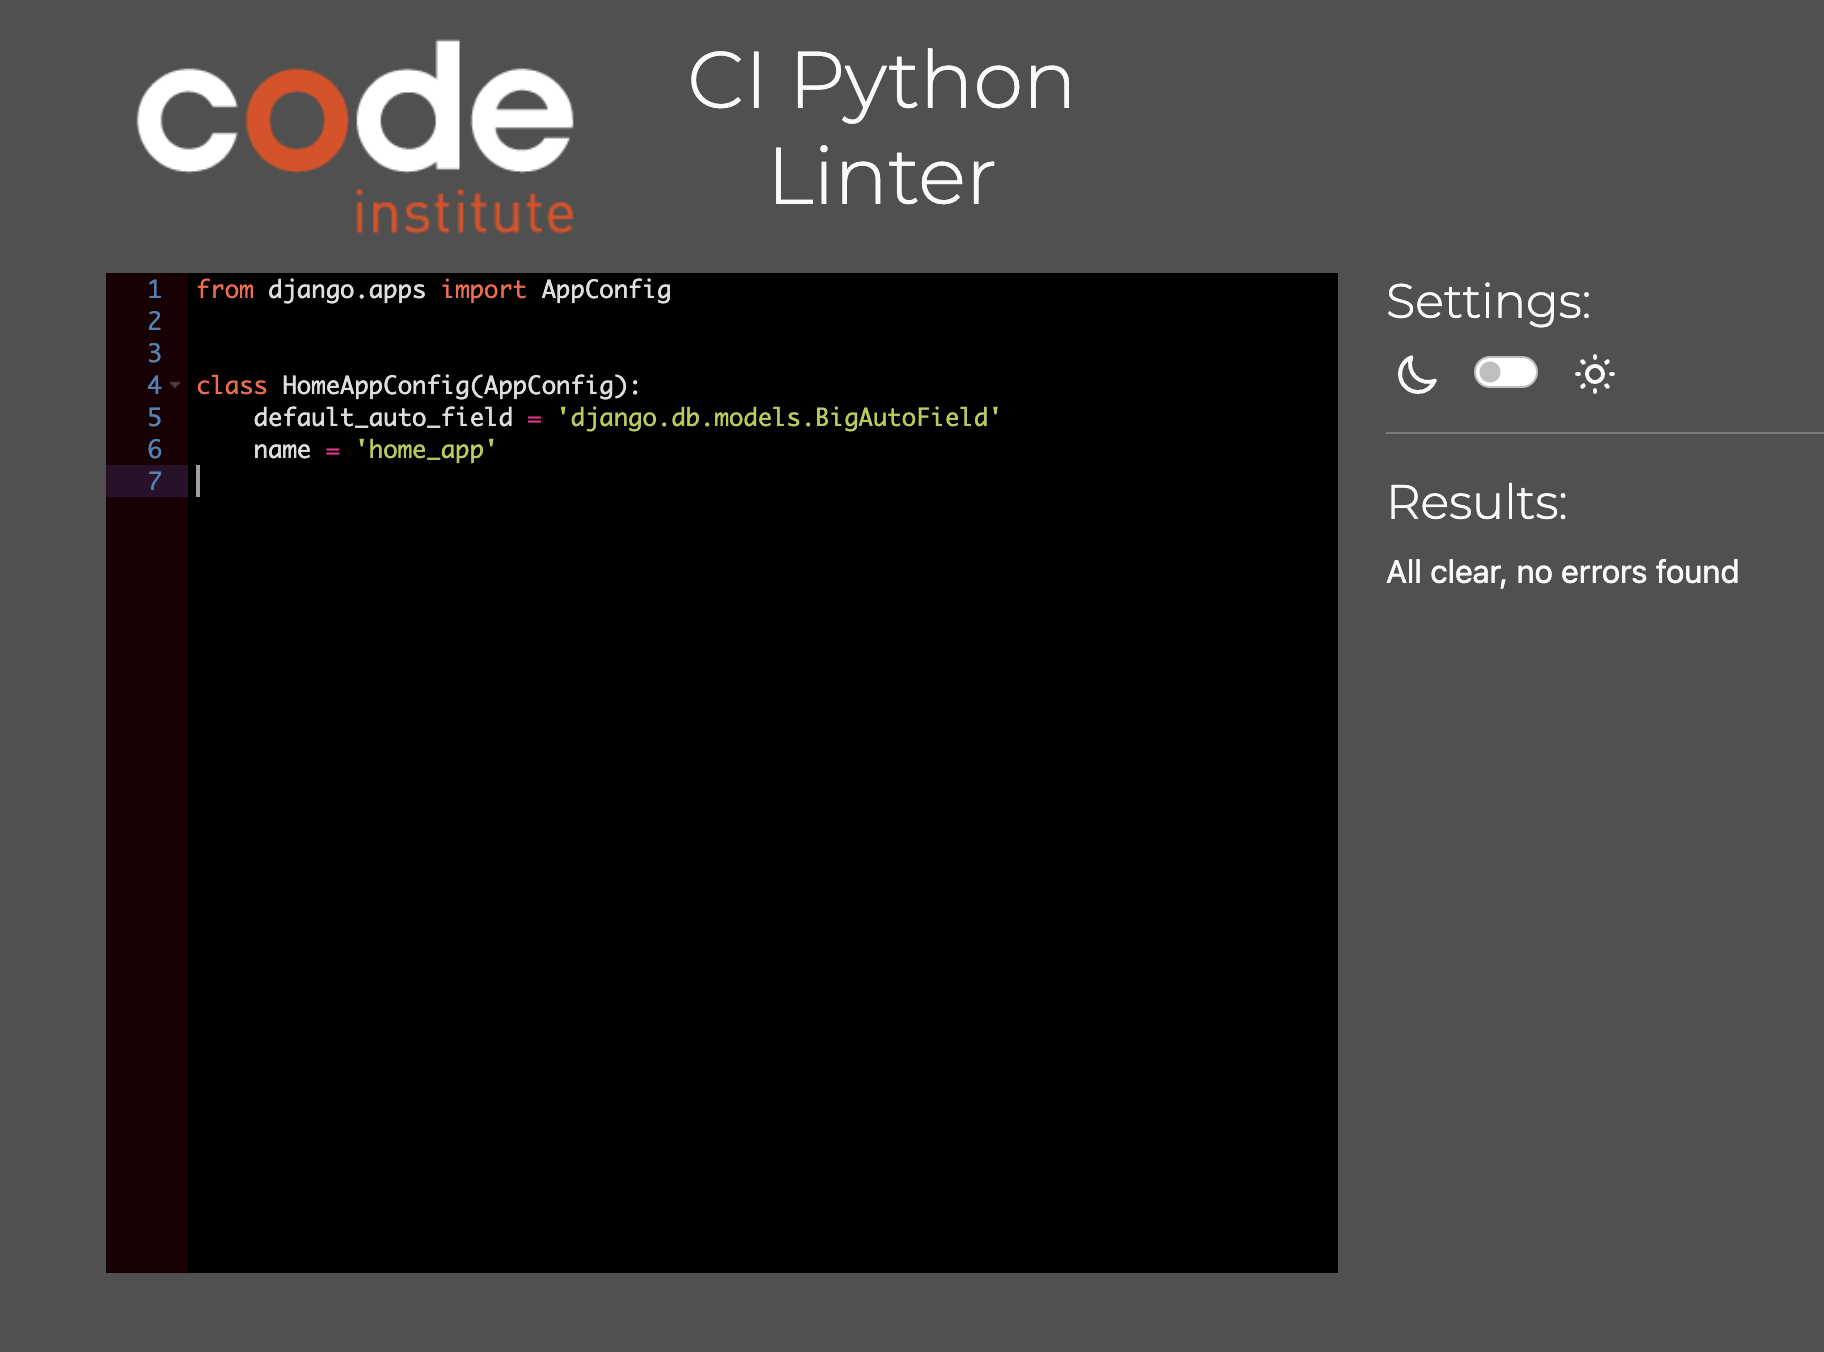 code
institute
CI Python
Linter
1 from django.apps import AppConfig
2
3
4 class HomeAppConfig(AppConfig):
5     default_auto_field = 'django.db.models.BigAutoField'
6     name = 'home_app'
7
Settings:
Results:
All clear, no errors found